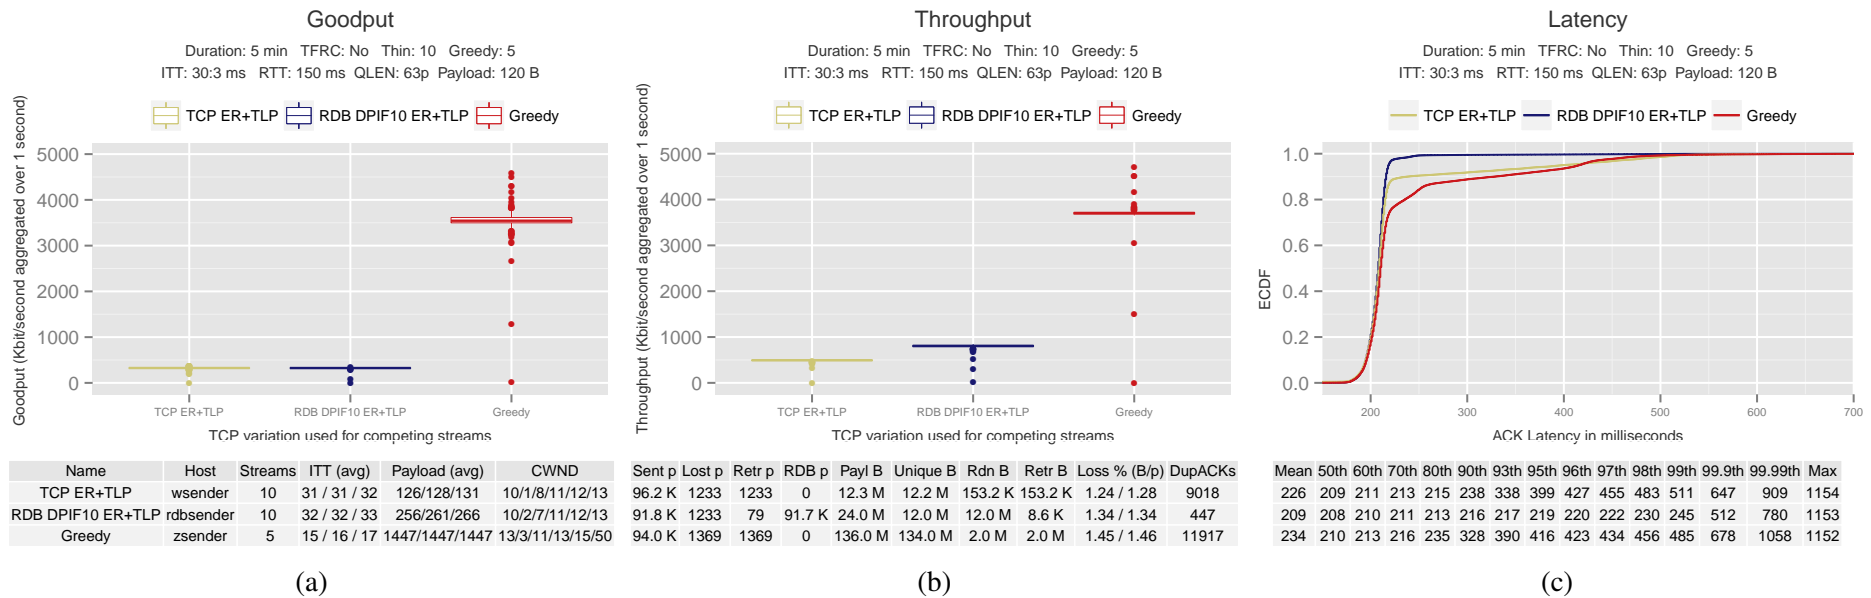 Goodput
Duration: 5 min TFRC: No Thin: 10 Greedy: 5
ITT: 30:3 ms RTT: 150 ms QLEN: 63p Payload: 120 B
TCP ER+TLP RDB DPIF10 ER+TLP Greedy
Goodput (Kbit/second aggregated over 1 second)
5000
4000
3000
2000
1000
0
TCP ER+TLP RDB DPIF10 ER+TLP Greedy
TCP variation used for competing streams
Name Host Streams ITT (avg) Payload (avg) CWND
TCP ER+TLP wsender 10 31 / 31 / 32 126/128/131 10/1/8/11/12/13
RDB DPIF10 ER+TLP rdbsender 10 32 / 32 / 33 256/261/266 10/2/7/11/12/13
Greedy zsender 5 15 / 16 / 17 1447/1447/1447 13/3/11/13/15/50
(a)
Throughput
Duration: 5 min TFRC: No Thin: 10 Greedy: 5
ITT: 30:3 ms RTT: 150 ms QLEN: 63p Payload: 120 B
TCP ER+TLP RDB DPIF10 ER+TLP Greedy
Throughput (Kbit/second aggregated over 1 second)
5000
4000
3000
2000
1000
0
TCP ER+TLP RDB DPIF10 ER+TLP Greedy
TCP variation used for competing streams
Sent p Lost p Retr p RDB p Payl B Unique B Rdn B Retr B Loss % (B/p) DupACKs
96.2 K 1233 1233 0 12.3 M 12.2 M 153.2 K 153.2 K 1.24 / 1.28 9018
91.8 K 1233 79 91.7 K 24.0 M 12.0 M 12.0 M 8.6 K 1.34 / 1.34 447
94.0 K 1369 1369 0 136.0 M 134.0 M 2.0 M 2.0 M 1.45 / 1.46 11917
(b)
Latency
Duration: 5 min TFRC: No Thin: 10 Greedy: 5
ITT: 30:3 ms RTT: 150 ms QLEN: 63p Payload: 120 B
TCP ER+TLP RDB DPIF10 ER+TLP Greedy
ECDF
1.0
0.8
0.6
0.4
0.2
0.0
200 300 400 500 600 700
ACK Latency in milliseconds
Mean 50th 60th 70th 80th 90th 93th 95th 96th 97th 98th 99th 99.9th 99.99th Max
226 209 211 213 215 238 338 399 427 455 483 511 647 909 1154
209 208 210 211 213 216 217 219 220 222 230 245 512 780 1153
234 210 213 216 235 328 390 416 423 434 456 485 678 1058 1152
(c)